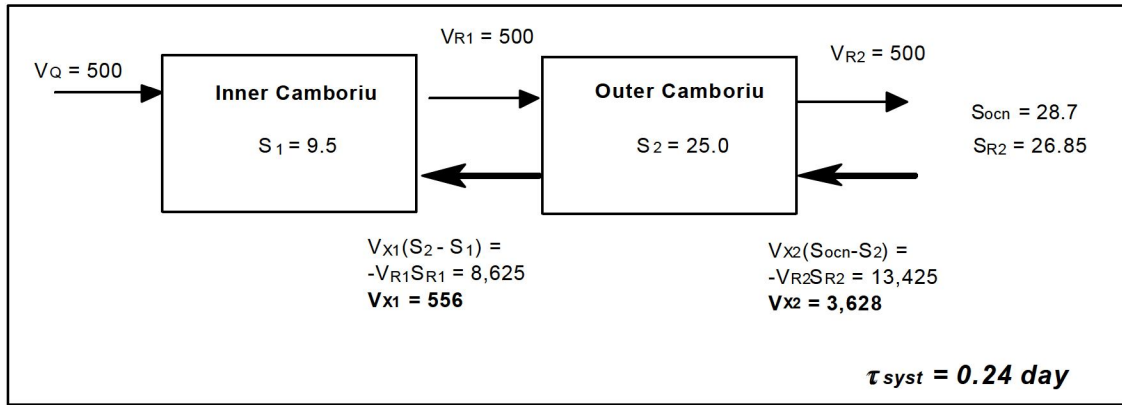 VR1 = 500
VR2 = 500
VQ = 500
Inner Camboriu
Outer Camboriu
S1 = 9.5
S2 = 25.0
Socn = 28.7
SR2 = 26.85
VX1(S2 - S1) =
-VR1SR1 = 8,625
VX1 = 556
VX2(Socn-S2) =
-VR2SR2 = 13,425
VX2 = 3,628
τsyst = 0.24 day